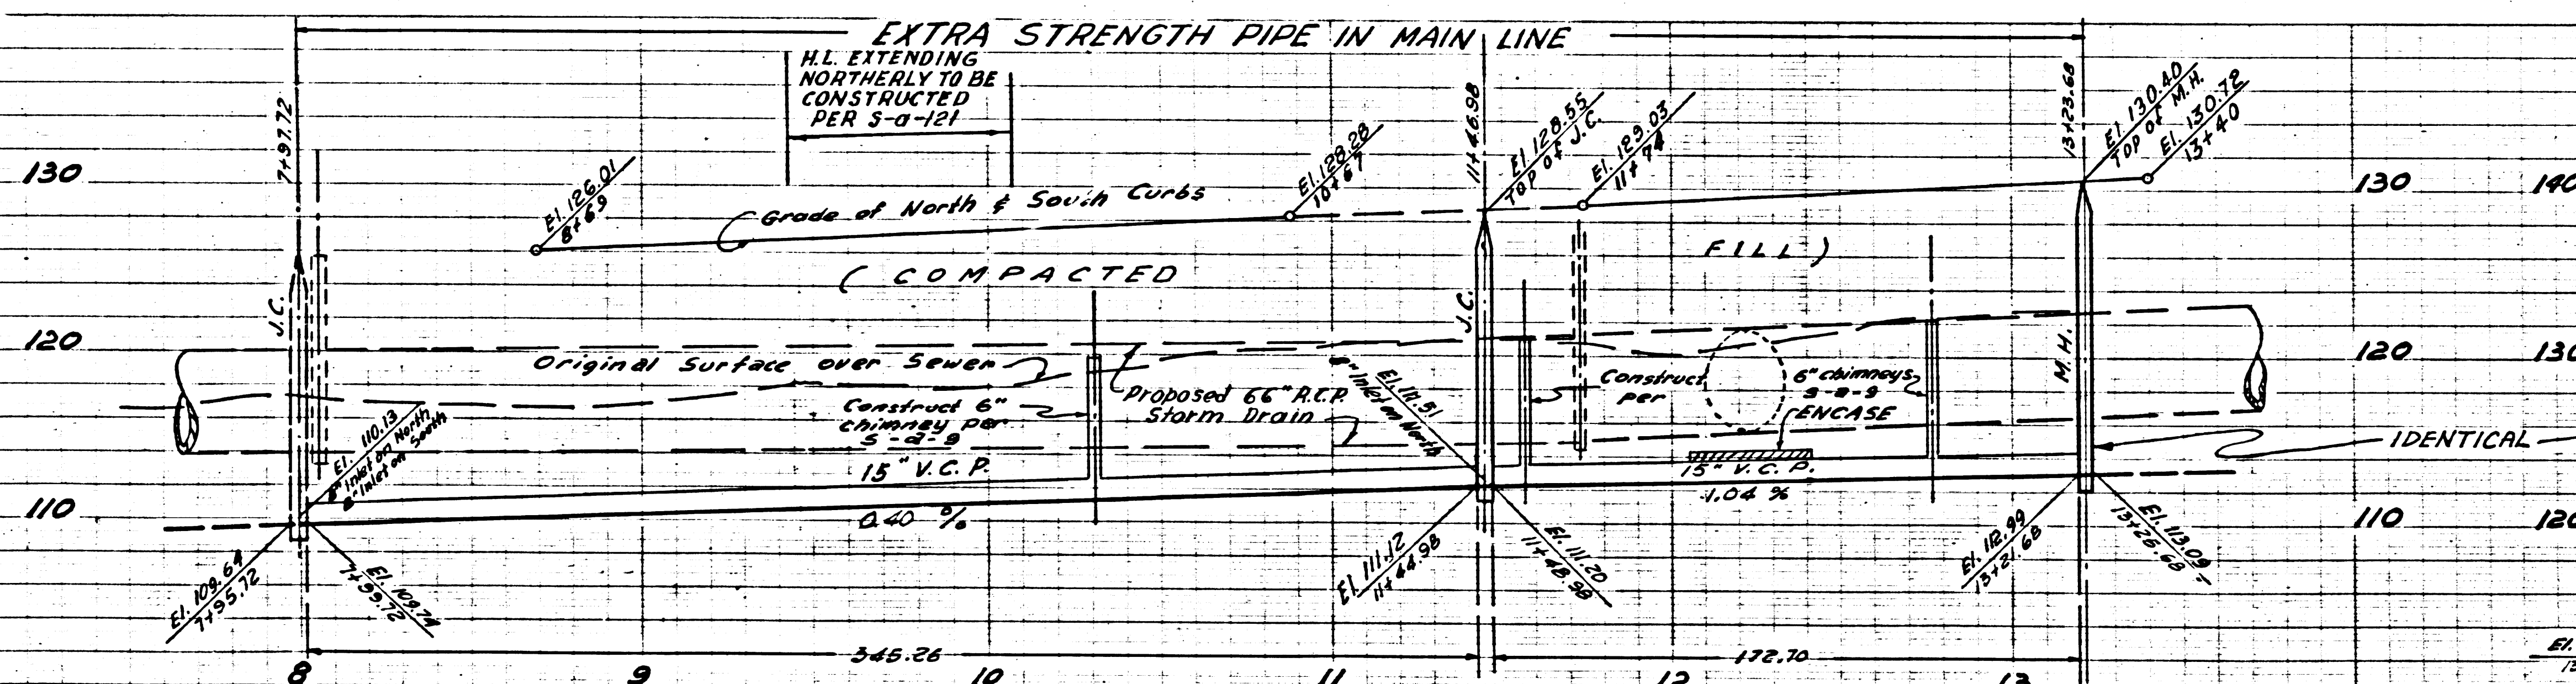 EXTRA STRENGTH PIPE IN MAIN LINE
H.L. EXTENDING
NORTHERLY TO BE
CONSTRUCTED
PER S-a-121
7+97.72
11+46.98
13+23.68
El. 126.01
8+69
El. 128.28
10+67
El. 128.55
TOP OF J.C.
El. 129.03
11+74
El. 130.40
TOP OF M.H.
El. 130.72
13+40
130
130
140
Grade of North & South Curbs
( COMPACTED
FILL )
J.C.
J.C.
M.H.
120
120
130
Original Surface over Sewer
Construct 6"
chimney per
S-a-9
Proposed 66" R.C.P.
Storm Drain
El. 111.51
8" Inlet on North
Construct
per
6" chimneys
S-a-9
ENCASE
IDENTICAL
El. 110.13
8" Inlet on North
8" Inlet on South
15" V.C.P.
0.40 %
15" V.C.P.
1.04 %
110
110
120
El. 109.64
7+95.72
El. 109.74
7+99.72
El. 111.12
11+44.98
El. 111.20
11+48.98
El. 112.99
13+21.68
El. 113.09
13+25.68
345.26
172.70
El.
8
9
10
11
12
13